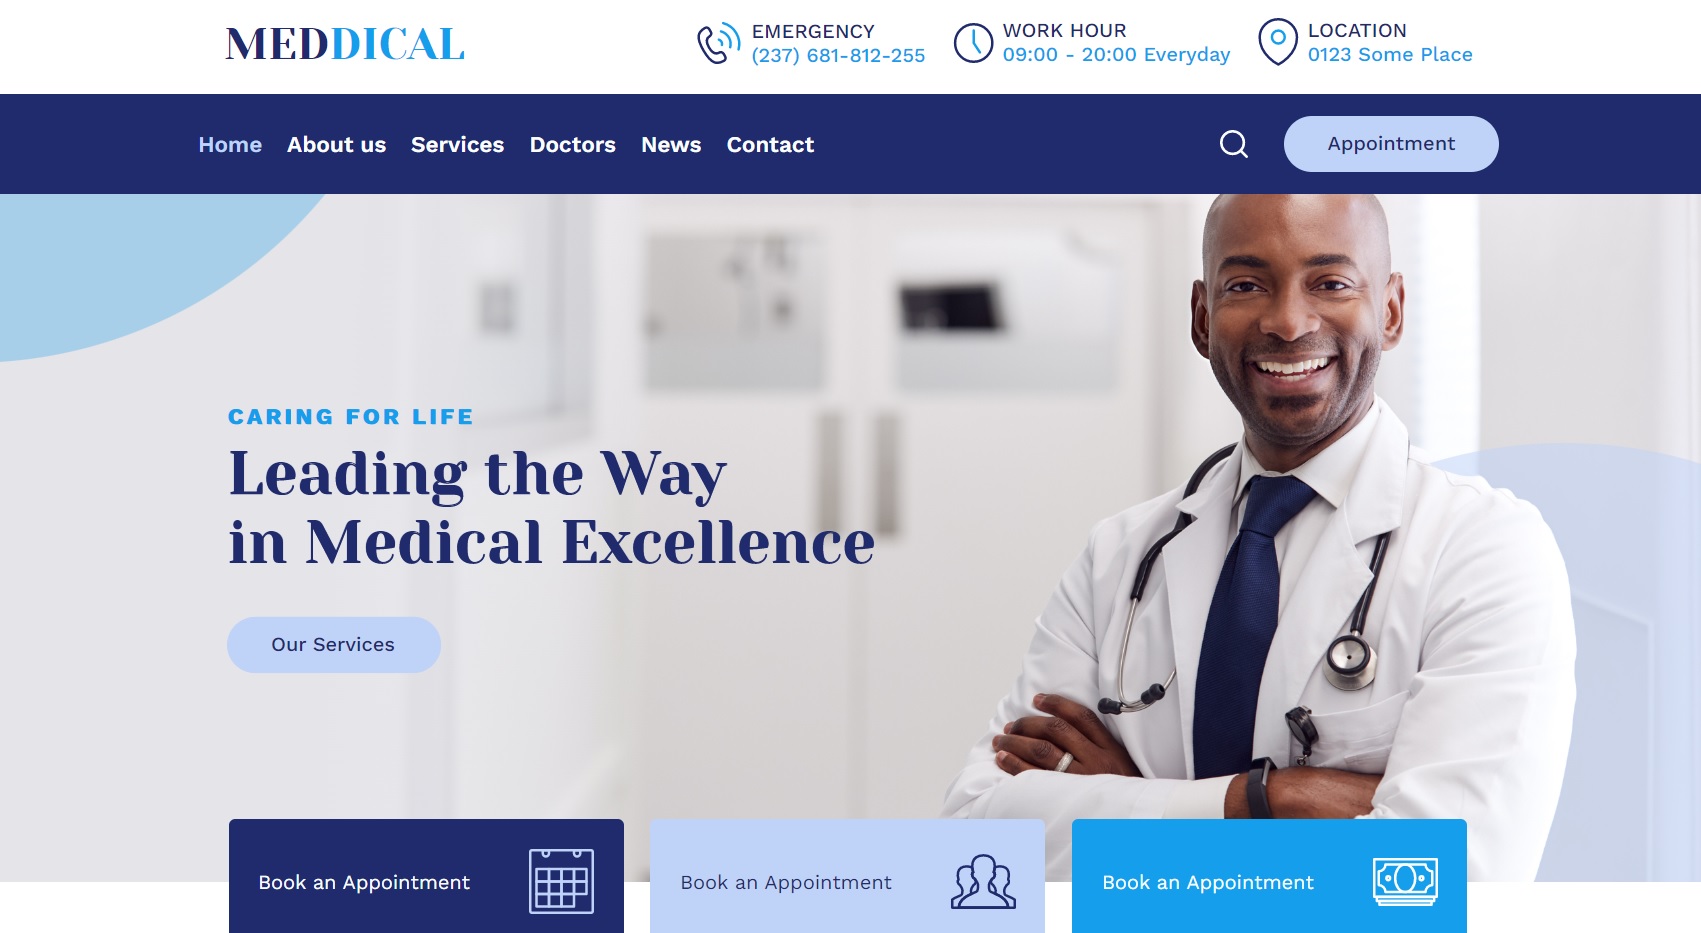 MEDDICAL
EMERGENCY
(237) 681-812-255
WORK HOUR
09:00 - 20:00 Everyday
LOCATION
0123 Some Place
Home About us Services Doctors News Contact
Appointment
CARING FOR LIFE
Leading the Way
in Medical Excellence
Our Services
Book an Appointment
Book an Appointment
Book an Appointment